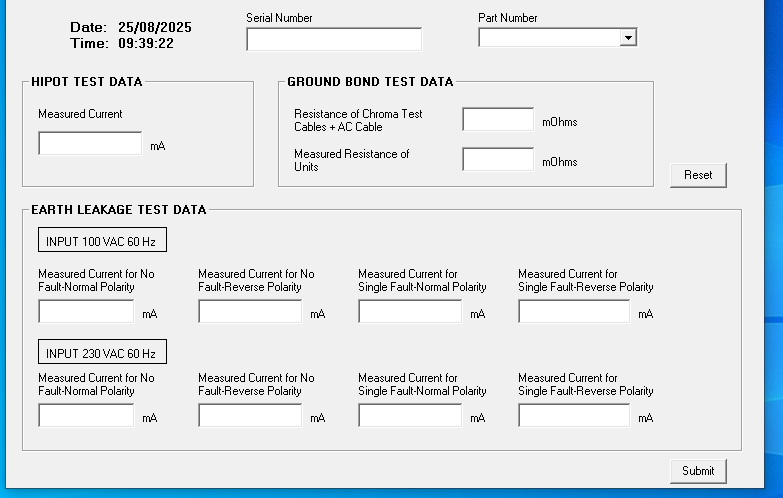 Date: 25/08/2025
Time: 09:39:22
Serial Number
Part Number
HIPOT TEST DATA
Measured Current
mA
GROUND BOND TEST DATA
Resistance of Chroma Test
Cables + AC Cable
mOhms
Measured Resistance of
Units
mOhms
Reset
EARTH LEAKAGE TEST DATA
INPUT 100 VAC 60 Hz
Measured Current for No
Fault-Normal Polarity
mA
Measured Current for No
Fault-Reverse Polarity
mA
Measured Current for
Single Fault-Normal Polarity
mA
Measured Current for
Single Fault-Reverse Polarity
mA
INPUT 230 VAC 60 Hz
Measured Current for No
Fault-Normal Polarity
mA
Measured Current for No
Fault-Reverse Polarity
mA
Measured Current for
Single Fault-Normal Polarity
mA
Measured Current for
Single Fault-Reverse Polarity
mA
Submit